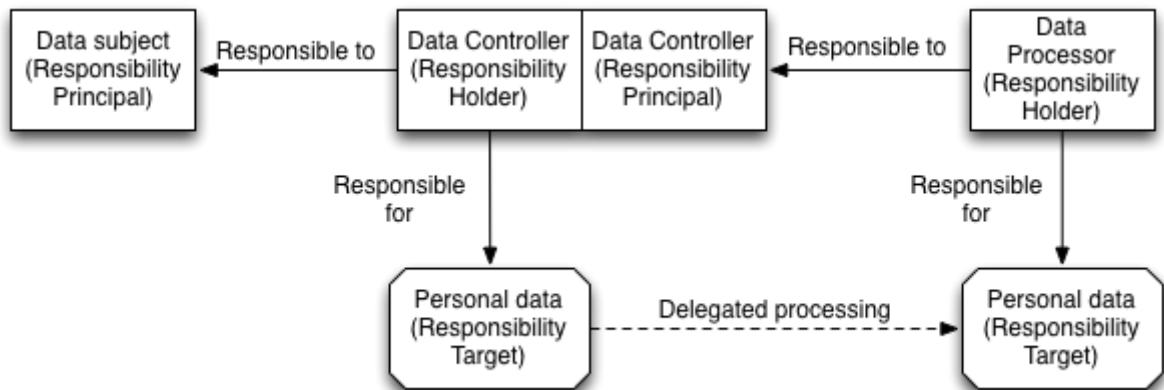 Data subject
(Responsibility
Principal)
Responsible to
Data Controller
(Responsibility
Holder)
Data Controller
(Responsibility
Principal)
Responsible to
Data
Processor
(Responsibility
Holder)
Responsible
for
Responsible
for
Personal data
(Responsibility
Target)
Delegated processing
Personal data
(Responsibility
Target)